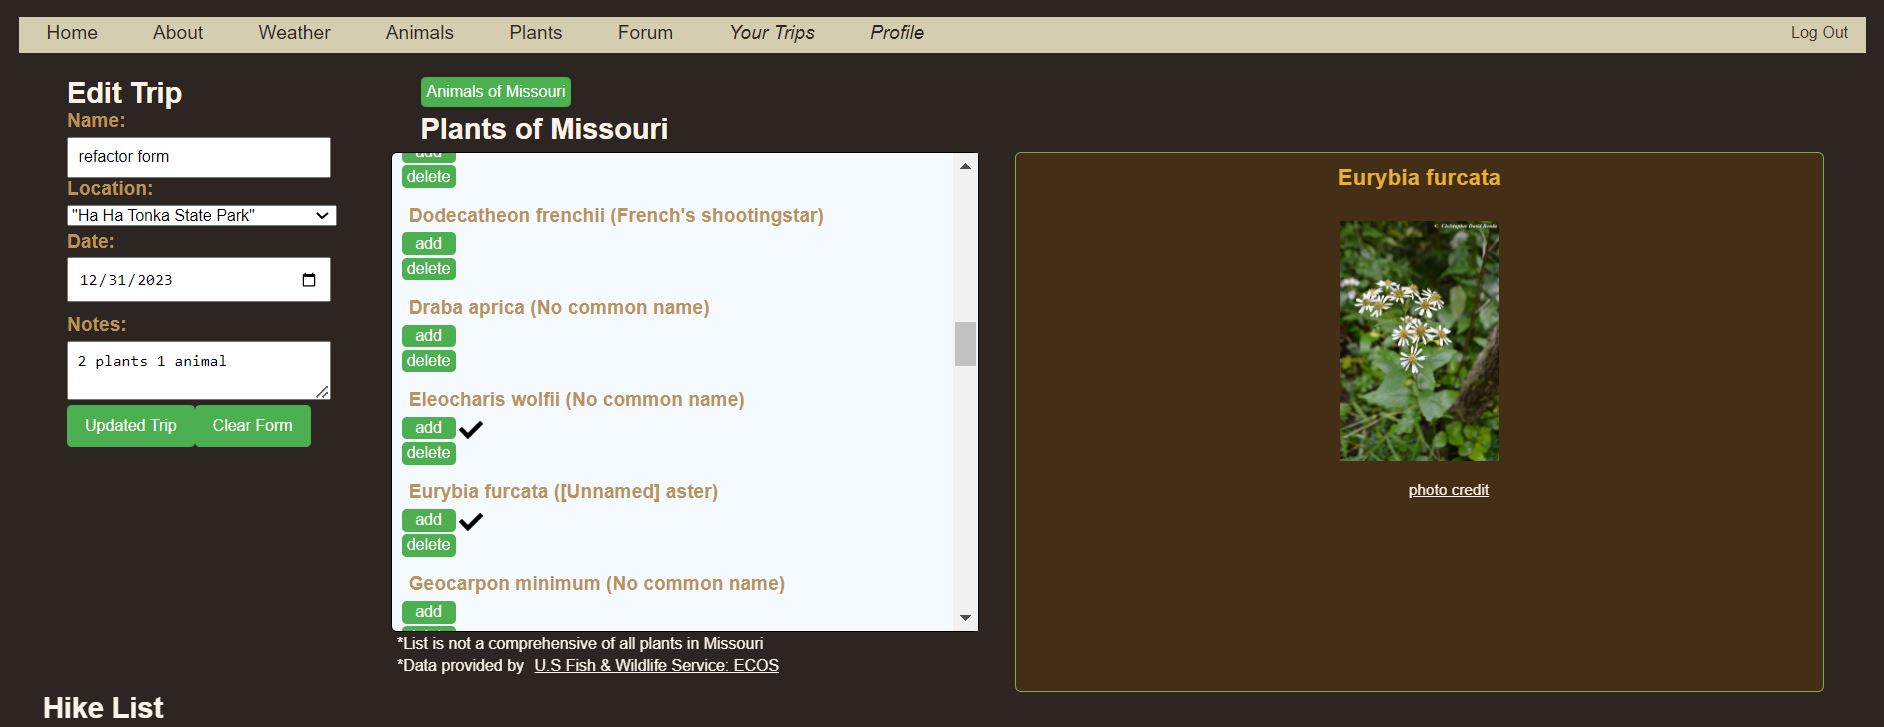 Home About Weather Animals Plants Forum Your Trips Profile Log Out
Edit Trip
Name:
refactor form
Location:
"Ha Ha Tonka State Park"
Date:
12/31/2023
Notes:
2 plants 1 animal
Updated Trip Clear Form
Animals of Missouri
Plants of Missouri
add
delete
Dodecatheon frenchii (French's shootingstar)
add
delete
Draba aprica (No common name)
add
delete
Eleocharis wolfii (No common name)
add
delete
Eurybia furcata ([Unnamed] aster)
add
delete
Geocarpon minimum (No common name)
add
delete
*List is not a comprehensive of all plants in Missouri
*Data provided by U.S Fish & Wildlife Service: ECOS
Eurybia furcata
© Christopher David Benda
photo credit
Hike List